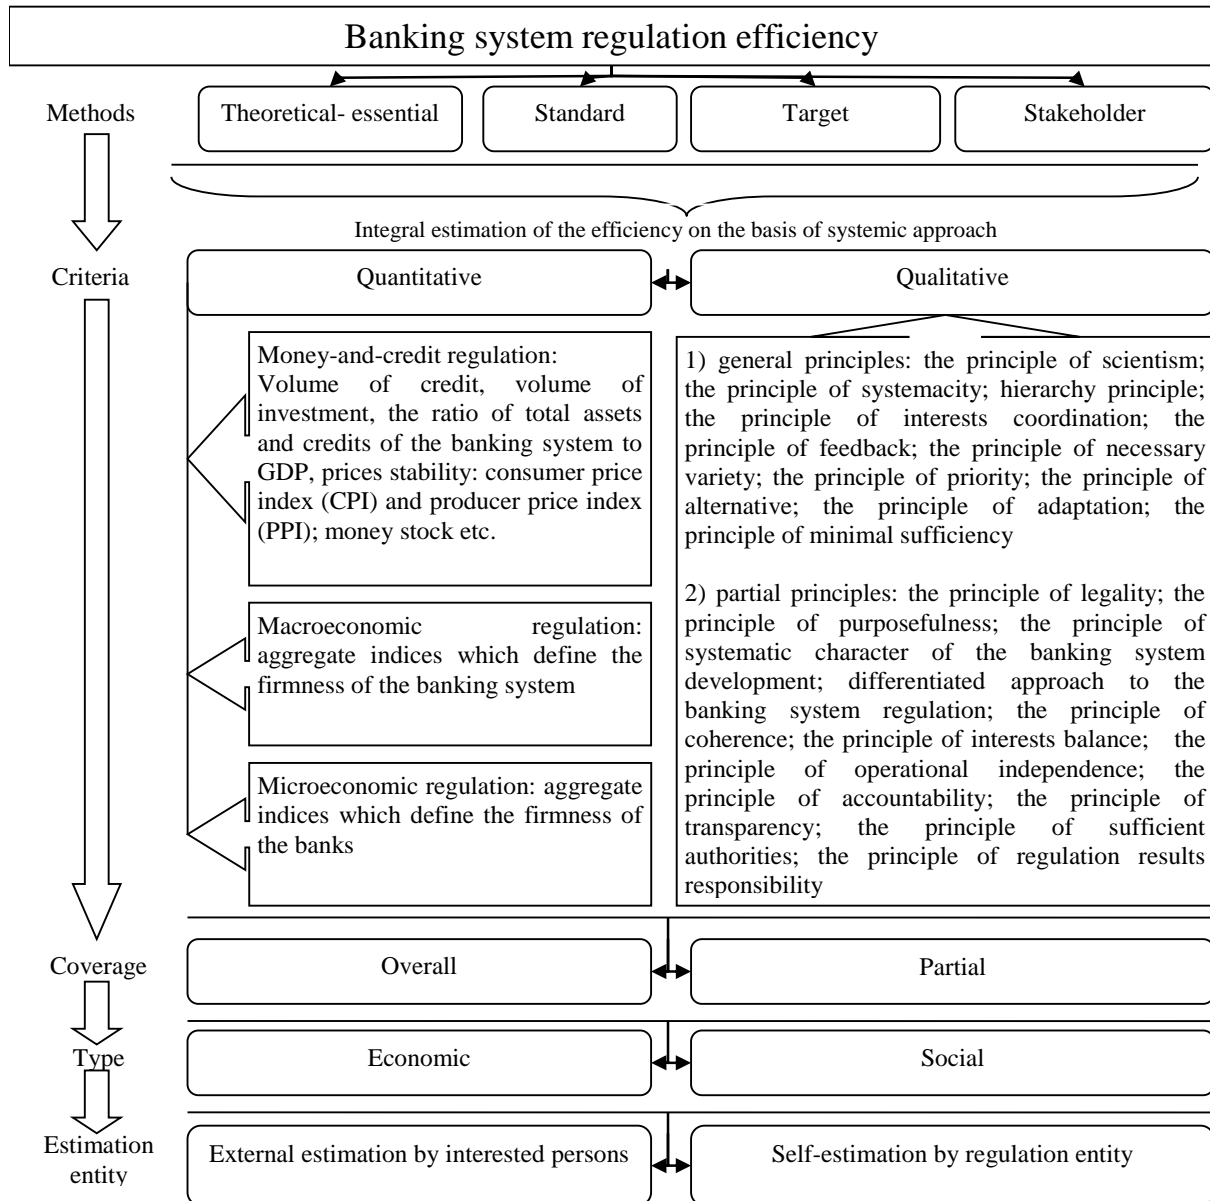 Banking system regulation efficiency
Methods
Theoretical- essential
Standard
Target
Stakeholder
Integral estimation of the efficiency on the basis of systemic approach
Criteria
Quantitative
Qualitative
Money-and-credit regulation:
Volume of credit, volume of
investment, the ratio of total assets
and credits of the banking system to
GDP, prices stability: consumer price
index (CPI) and producer price index
(PPI); money stock etc.
Macroeconomic regulation:
aggregate indices which define the
firmness of the banking system
Microeconomic regulation: aggregate
indices which define the firmness of
the banks
1) general principles: the principle of scientism;
the principle of systemacity; hierarchy principle;
the principle of interests coordination; the
principle of feedback; the principle of necessary
variety; the principle of priority; the principle of
alternative; the principle of adaptation; the
principle of minimal sufficiency
2) partial principles: the principle of legality; the
principle of purposefulness; the principle of
systematic character of the banking system
development; differentiated approach to the
banking system regulation; the principle of
coherence; the principle of interests balance; the
principle of operational independence; the
principle of accountability; the principle of
transparency; the principle of sufficient
authorities; the principle of regulation results
responsibility
Coverage
Overall
Partial
Type
Economic
Social
Estimation
entity
External estimation by interested persons
Self-estimation by regulation entity